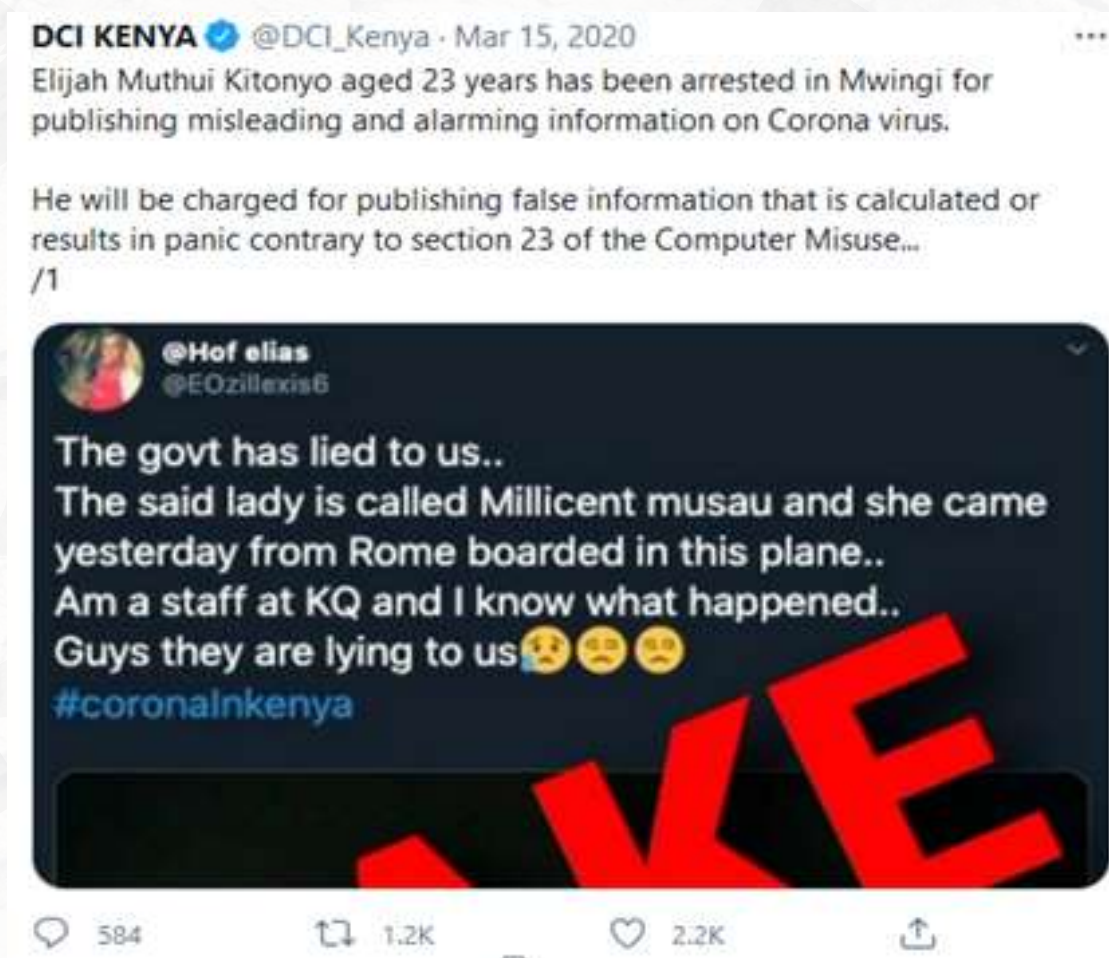 DCI KENYA @DCI_Kenya · Mar 15, 2020
Elijah Muthui Kitonyo aged 23 years has been arrested in Mwingi for
publishing misleading and alarming information on Corona virus.
He will be charged for publishing false information that is calculated or
results in panic contrary to section 23 of the Computer Misuse...
/1
@Hof elias
@EOzillexis6
The govt has lied to us..
The said lady is called Millicent musau and she came
yesterday from Rome boarded in this plane..
Am a staff at KQ and I know what happened..
Guys they are lying to us😥😒😒
#coronaInkenya
AKE
584 1.2K 2.2K